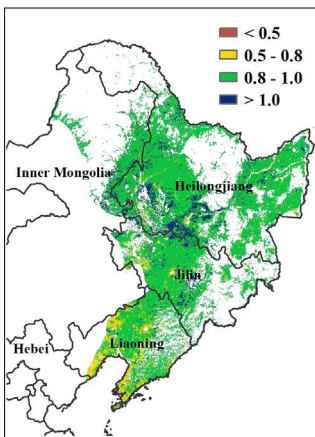 < 0.5
0.5 - 0.8
0.8 - 1.0
> 1.0
Inner Mongolia
Heilongjiang
Jilin
Liaoning
Hebei